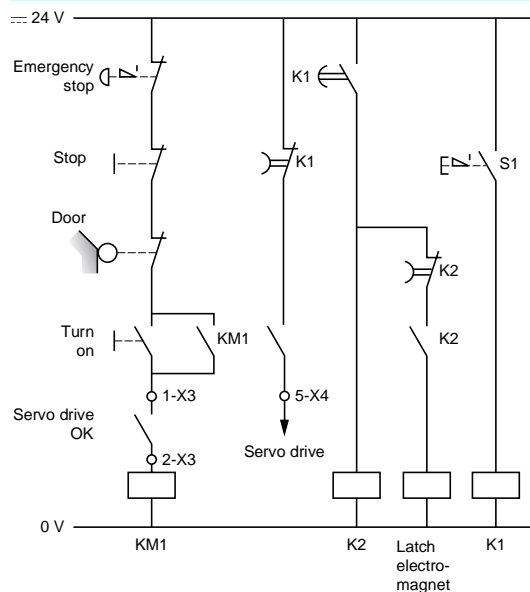 24 V
Emergency
stop
K1
Stop
K1
S1
Door
K2
Turn
on
KM1
K2
1-X3
5-X4
Servo drive
OK
Servo drive
2-X3
0 V
KM1
K2
Latch
electro-
magnet
K1